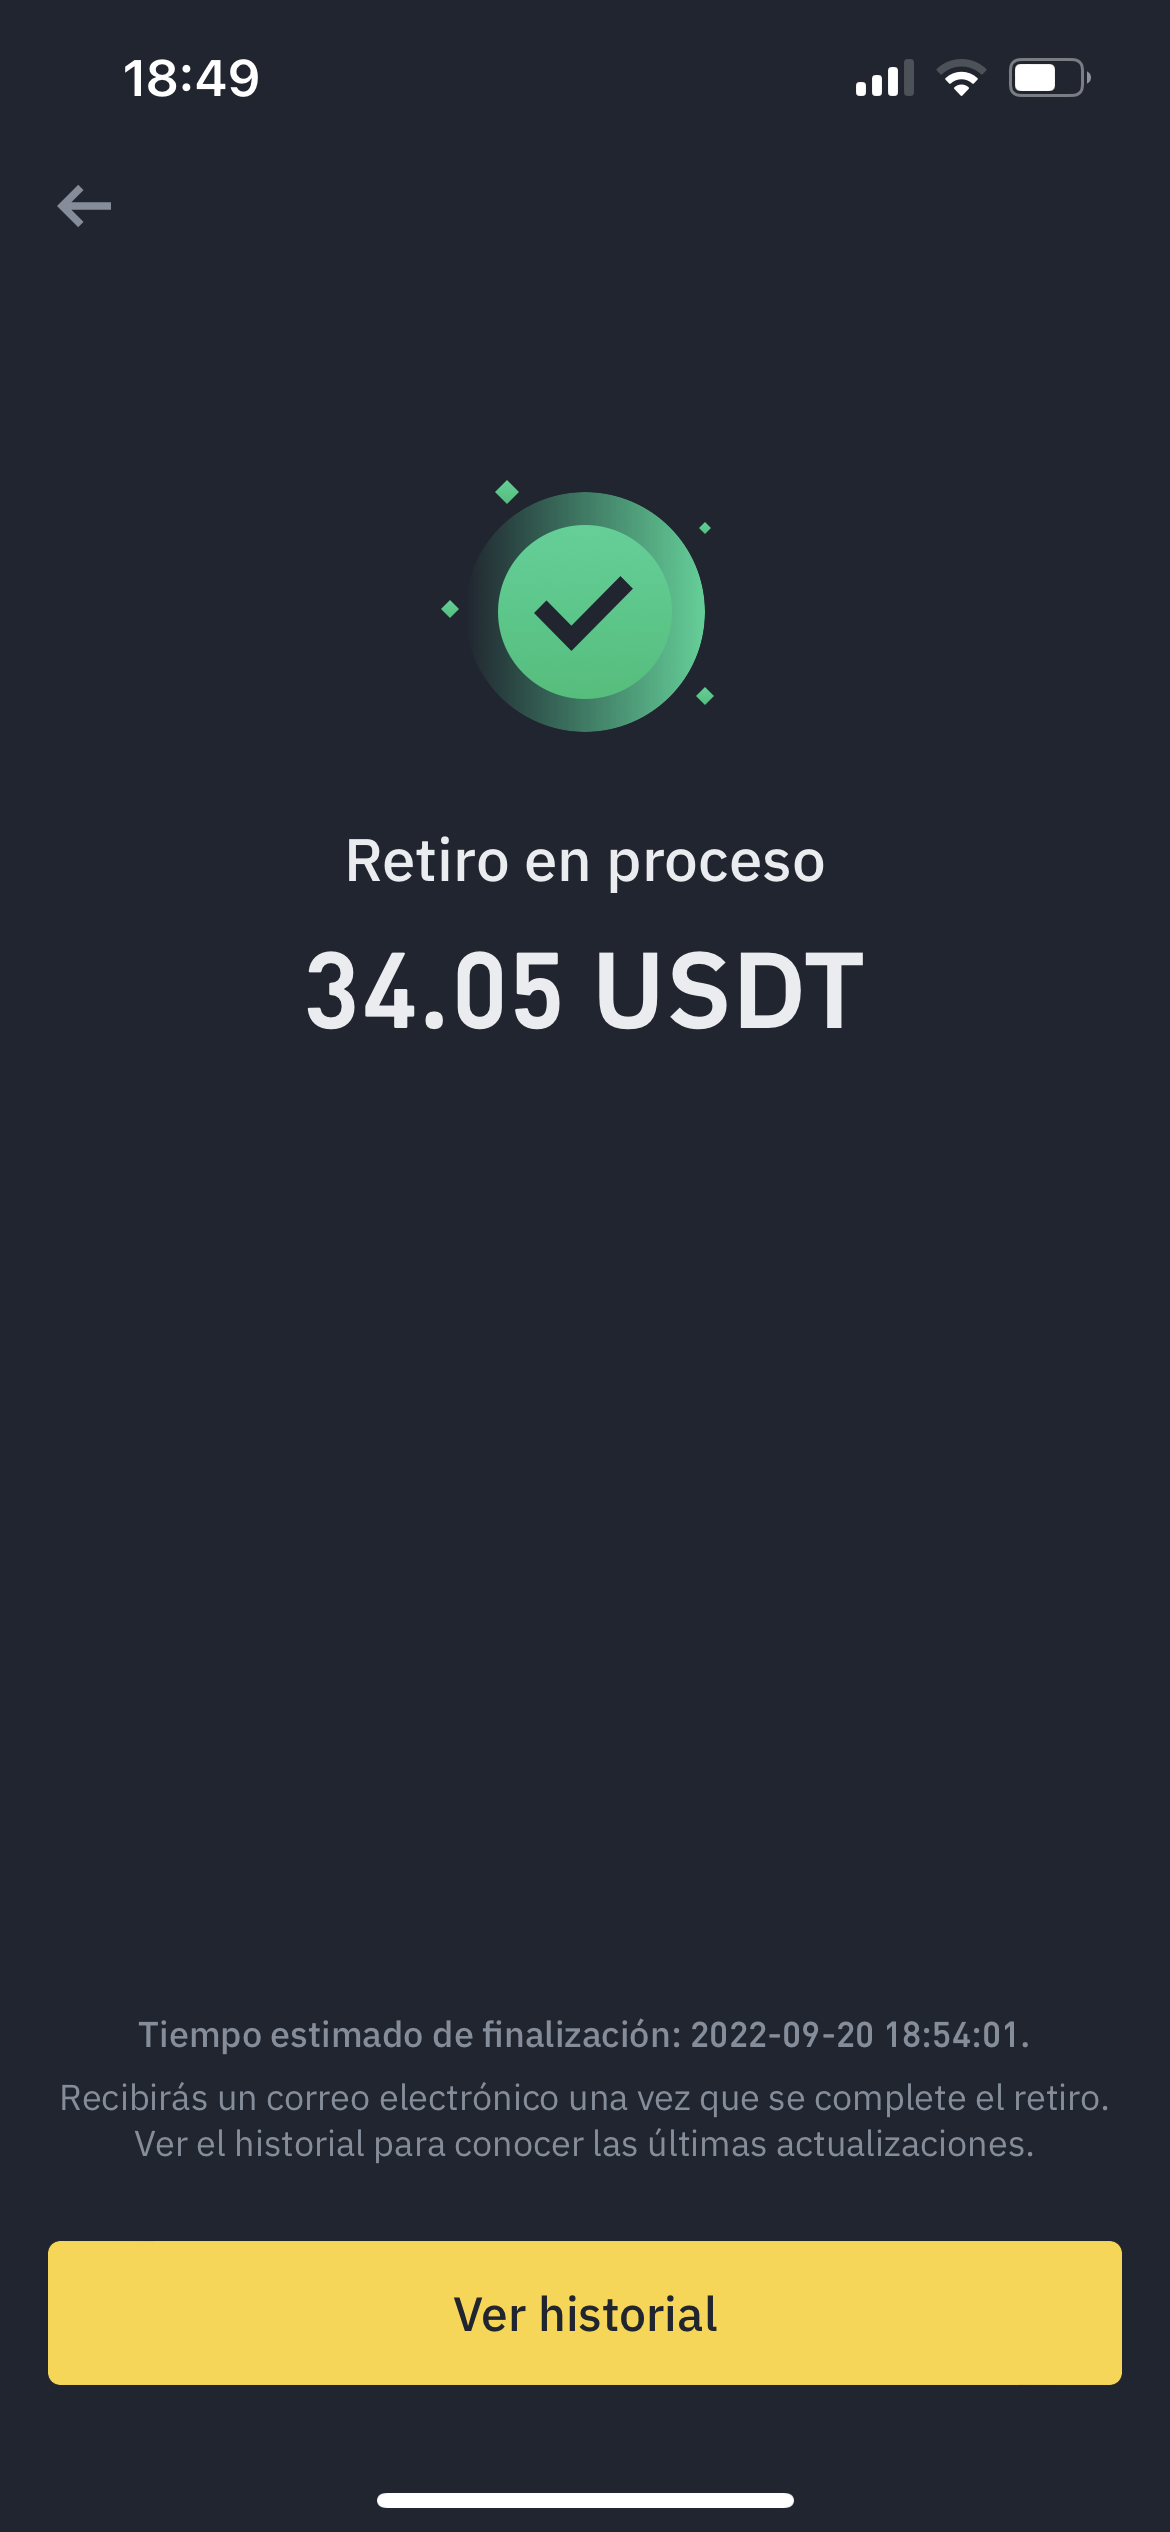 18:49
Retiro en proceso
34.05 USDT
Tiempo estimado de finalización: 2022-09-20 18:54:01.
Recibirás un correo electrónico una vez que se complete el retiro.
Ver el historial para conocer las últimas actualizaciones.
Ver historial